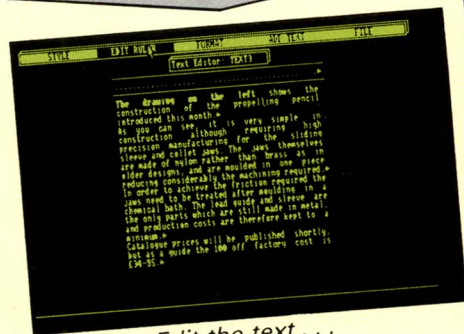 STYLE EDIT RULER FORMAT TEXT FILE
Text Editor: TEXT3
The drawing on the left shows the
construction of the propelling pencil
introduced this month.
As you can see, it is very simple in
construction although requiring high
precision manufacturing for the sliding
sleeve and collet jaws. The jaws themselves
are made of nylon rather than brass as in
older designs, and are moulded in one piece
reducing considerably the machining required.
In order to achieve the friction required the
jaws need to be treated after moulding in a
chemical bath. The lead guide and sleeve are
the only parts which are still made in metal,
and production costs are therefore kept to a
minimum.
Catalogue prices will be published shortly,
but as a guide the 100 off factory cost is
£34-95.
Edit the text